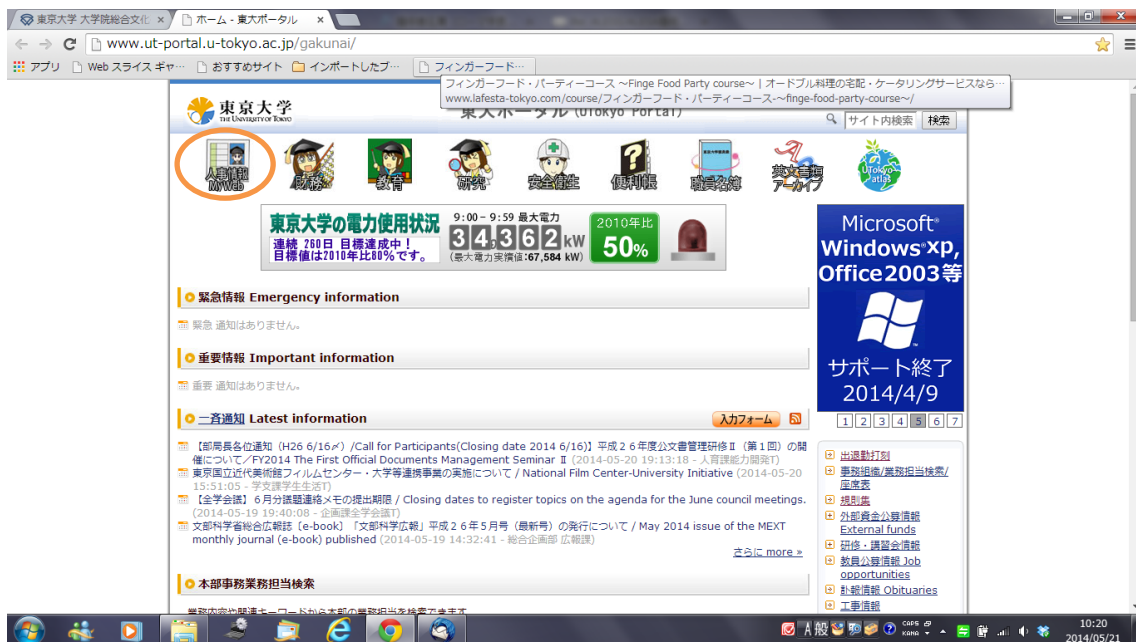 東京大学 大学院総合文化
ホーム - 東大ポータル
www.ut-portal.u-tokyo.ac.jp/gakunai/
アプリ Web スライス ギャ… おすすめサイト インポートしたブ… フィンガーフード…
フィンガーフード・パーティーコース ～Finge Food Party course～ | オードブル料理の宅配・ケータリングサービスなら…
www.lafesta-tokyo.com/course/フィンガーフード・パーティーコース-～finge-food-party-course～/
東京大学
THE UNIVERSITY OF TOKYO
東大ポータル (UTokyo Portal)
サイト内検索 検索
人事情報 MyWeb
財務
教育
研究
安全衛生
便利帳
職員名簿
英文書類アーカイブ
UTokyo atlas
東京大学の電力使用状況
連続 260日 目標達成中！
目標値は2010年比80%です。
9:00－9:59 最大電力
34,362 kW
(最大電力実績値:67,584 kW)
2010年比
50%
Microsoft®
Windows®XP,
Office2003等
サポート終了
2014/4/9
1 2 3 4 5 6 7
緊急情報 Emergency information
緊急 通知はありません。
重要情報 Important information
重要 通知はありません。
一斉通知 Latest information
入力フォーム
【部局長各位通知（H26 6/16〆）/Call for Participants(Closing date 2014 6/16)】平成２６年度公文書管理研修Ⅱ（第１回）の開
催について／FY2014 The First Official Documents Management Seminar Ⅱ (2014-05-20 19:13:18 - 人育課能力開発T)
東京国立近代美術館フィルムセンター・大学等連携事業の実施について / National Film Center-University Initiative (2014-05-20
15:51:05 - 学支課学生生活T)
【全学会議】６月分議題連絡メモの提出期限 / Closing dates to register topics on the agenda for the June council meetings.
(2014-05-19 19:40:08 - 企画課全学会議T)
文部科学省総合広報誌［e-book］「文部科学広報」平成２６年５月号（最新号）の発行について / May 2014 issue of the MEXT
monthly journal (e-book) published (2014-05-19 14:32:41 - 総合企画部 広報課)
さらに more »
本部事務業務担当検索
業務内容や関連キーワードから本部の業務担当を検索できます
出退勤打刻
事務組織/業務担当検索/
座席表
規則集
外部資金公募情報
External funds
研修・講習会情報
教員公募情報 Job
opportunities
訃報情報 Obituaries
工事情報
A 般
CAPS
KANA
10:20
2014/05/21